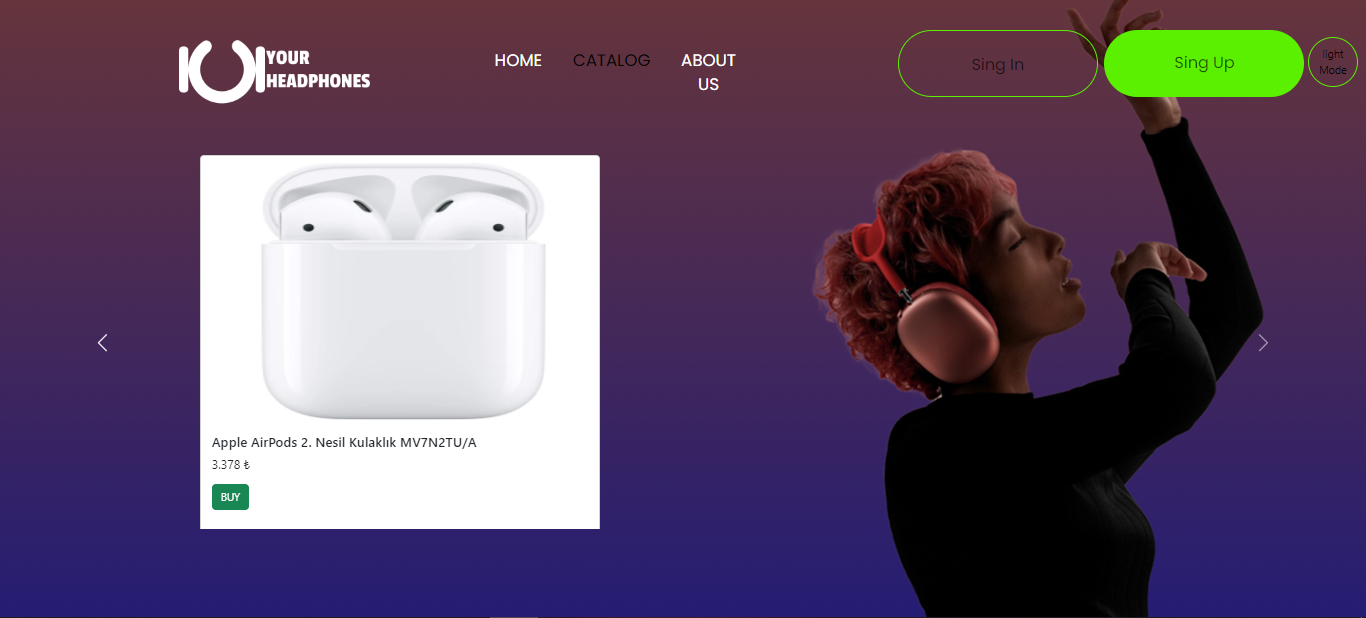 YOUR
HEADPHONES
HOME
CATALOG
ABOUT
US
Sing In
Sing Up
light
Mode
Apple AirPods 2. Nesil Kulaklık MV7N2TU/A
3.378 ₺
BUY